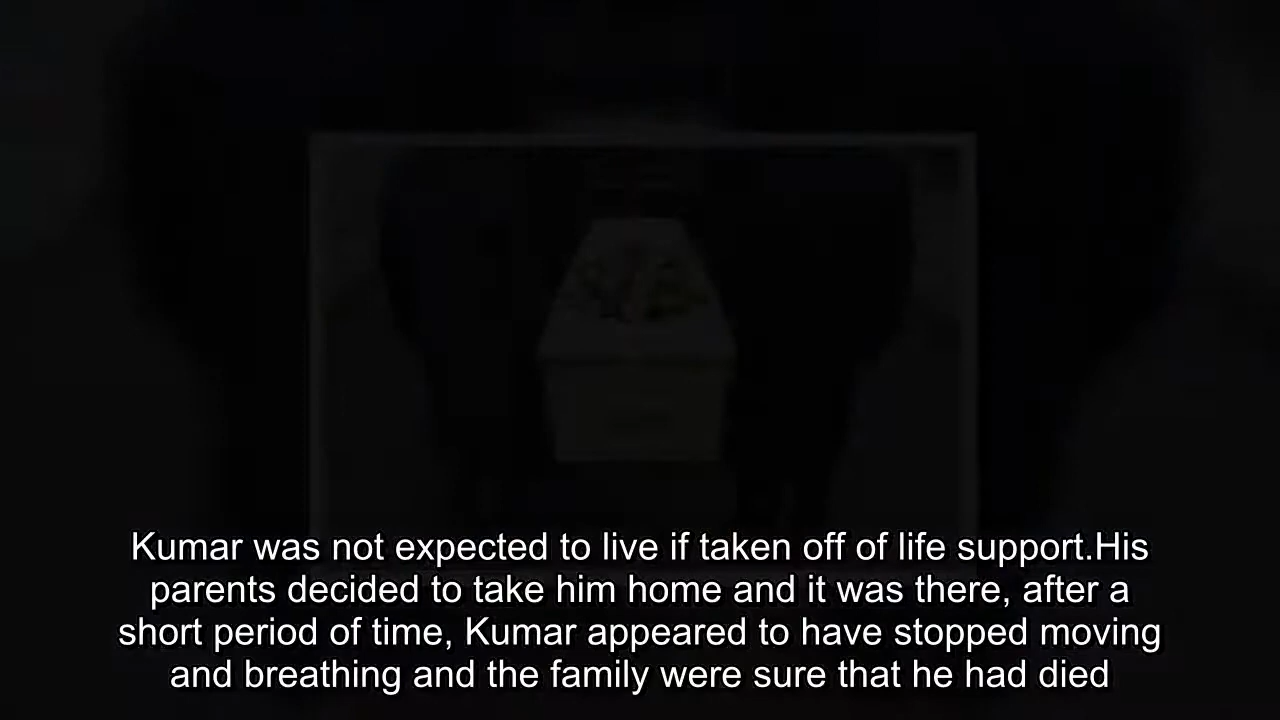 Kumar was not expected to live if taken off of life support.His
parents decided to take him home and it was there, after a
short period of time, Kumar appeared to have stopped moving
and breathing and the family were sure that he had died